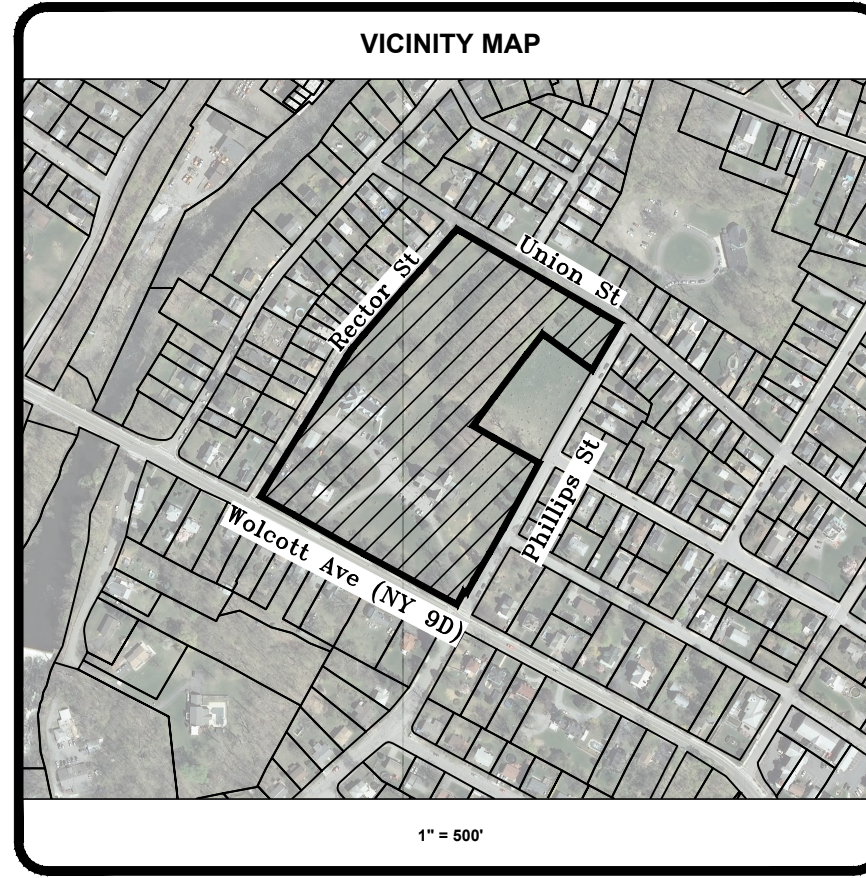 VICINITY MAP
Union St
Rector St
Phillips St
Wolcott Ave (NY 9D)
1" = 500'